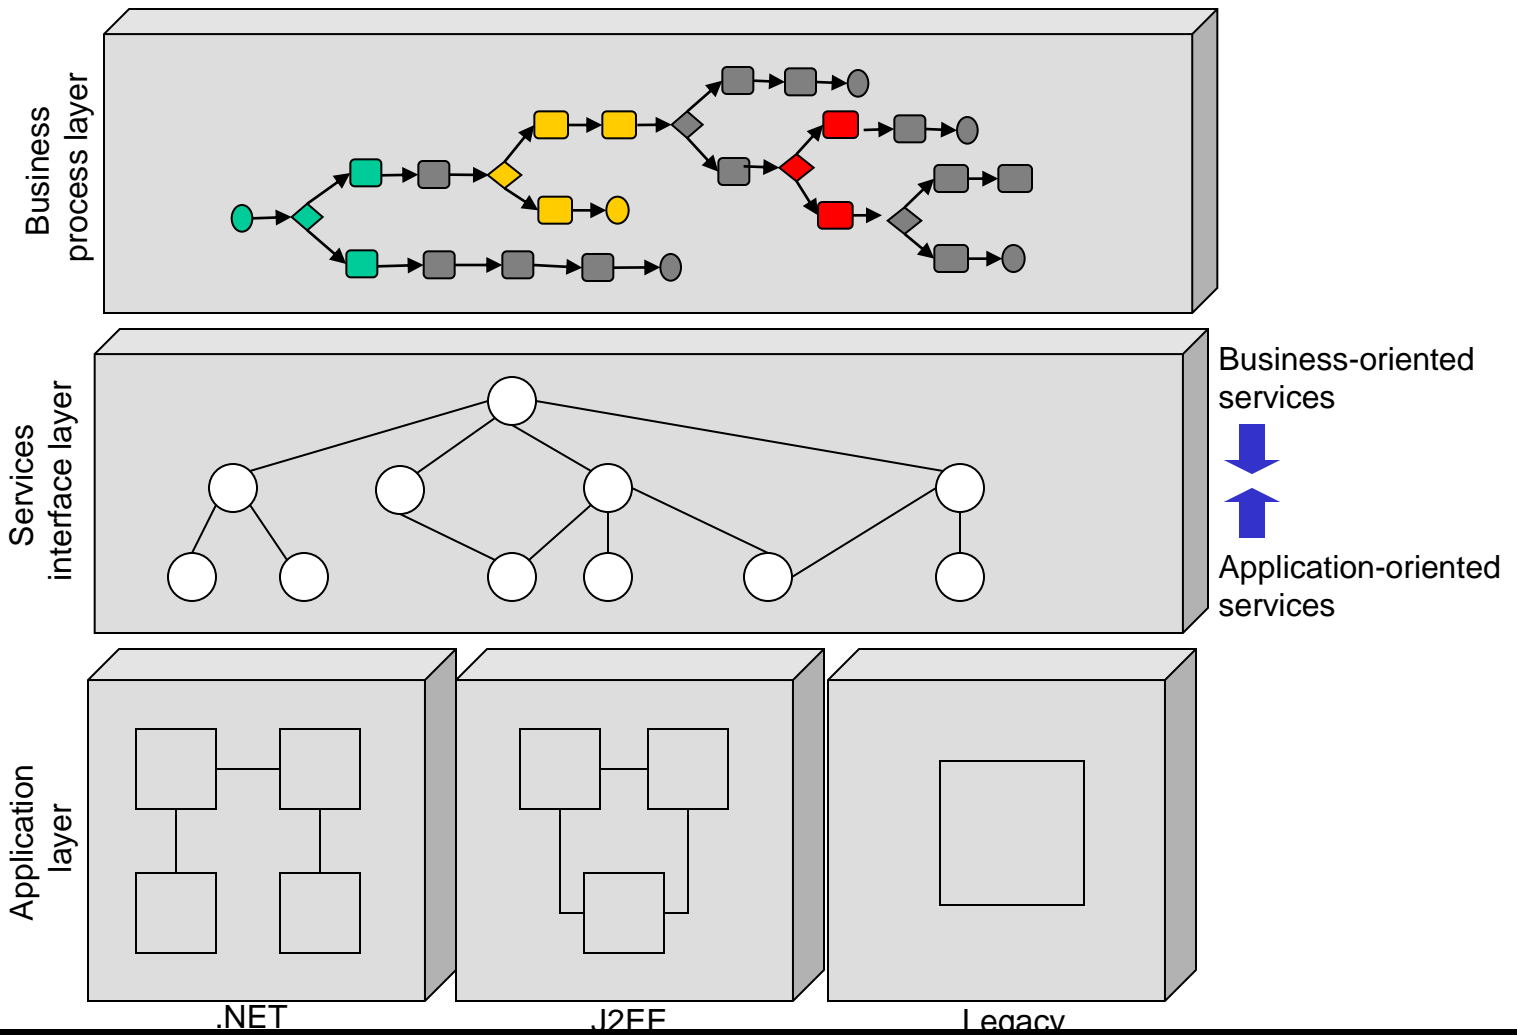 Business
process layer
Services
interface layer
Business-oriented
services
Application-oriented
services
Application
layer
.NET
J2EE
Legacy